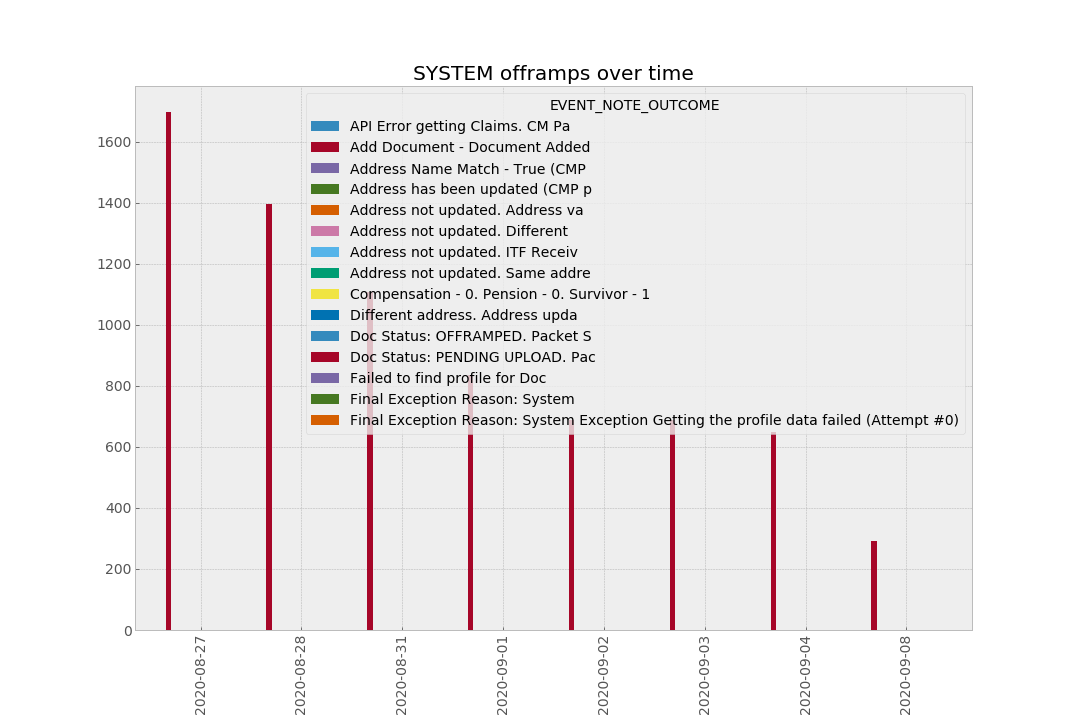 SYSTEM offramps over time
EVENT_NOTE_OUTCOME
API Error getting Claims. CM Pa
Add Document - Document Added
Address Name Match - True (CMP
Address has been updated (CMP p
Address not updated. Address va
Address not updated. Different
Address not updated. ITF Receiv
Address not updated. Same addre
Compensation - 0. Pension - 0. Survivor - 1
Different address. Address upda
Doc Status: OFFRAMPED. Packet S
Doc Status: PENDING UPLOAD. Pac
Failed to find profile for Doc
Final Exception Reason: System
Final Exception Reason: System Exception Getting the profile data failed (Attempt #0)
1600
1400
1200
1000
800
600
400
200
0
2020-08-27
2020-08-28
2020-08-31
2020-09-01
2020-09-02
2020-09-03
2020-09-04
2020-09-08